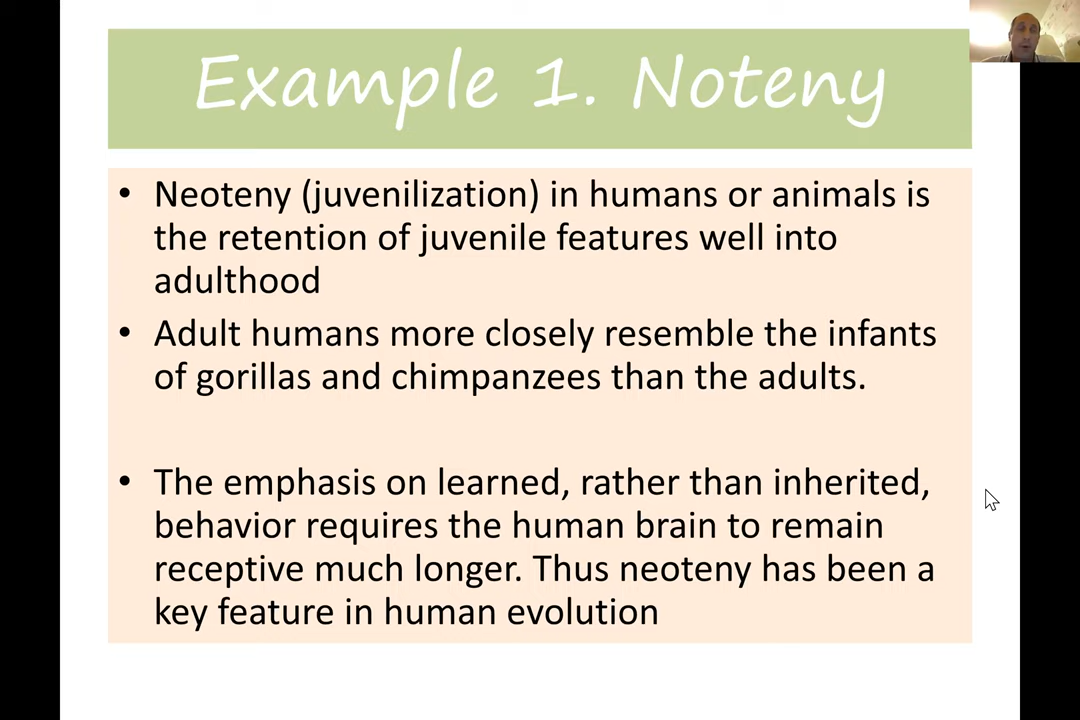 Example 1. Noteny
• Neoteny (juvenilization) in humans or animals is
the retention of juvenile features well into
adulthood
• Adult humans more closely resemble the infants
of gorillas and chimpanzees than the adults.
• The emphasis on learned, rather than inherited,
behavior requires the human brain to remain
receptive much longer. Thus neoteny has been a
key feature in human evolution